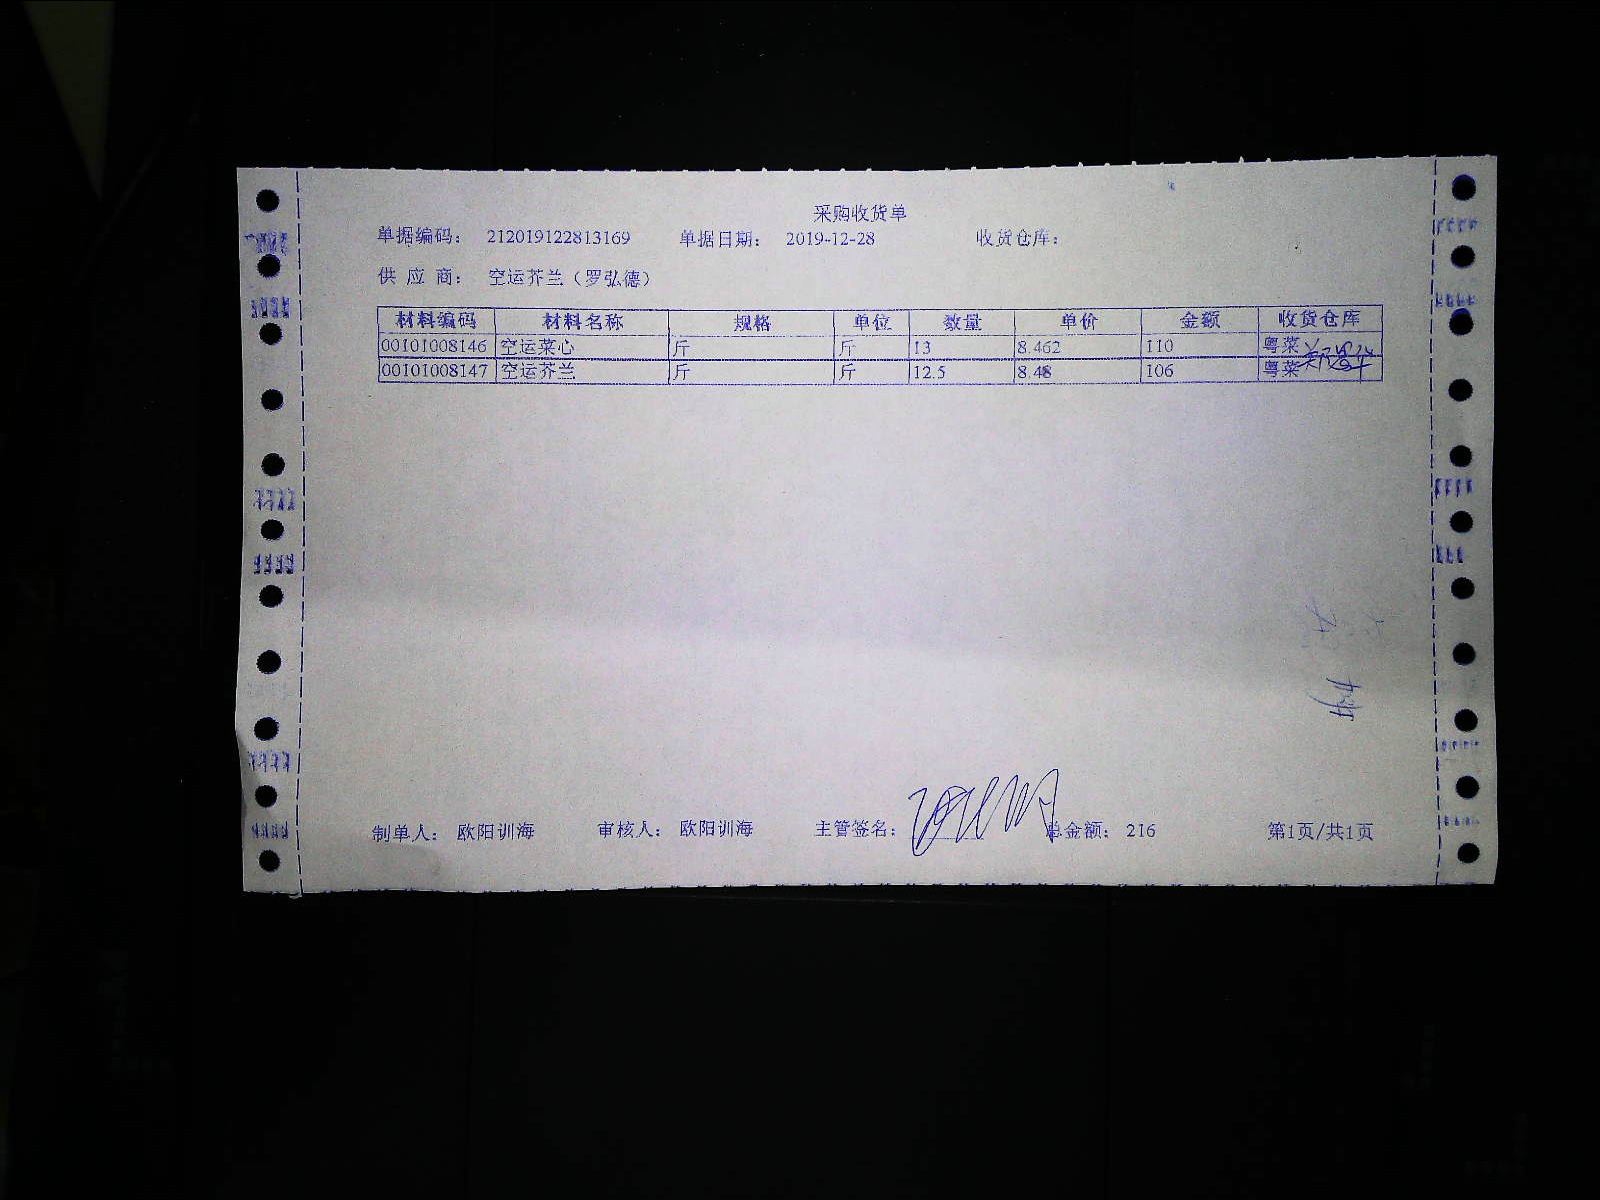 采购收货单
单据编码： 212019122813169 单据日期： 2019-12-28 收货仓库：
供 应 商： 空运芥兰（罗弘德）
材料编码 材料名称 规格 单位 数量 单价 金额 收货仓库
00101008146 空运菜心 斤 斤 13 8.462 110 粤菜
00101008147 空运芥兰 斤 斤 12.5 8.48 106 粤菜
制单人： 欧阳训海 审核人： 欧阳训海 主管签名： 总金额： 216 第1页/共1页